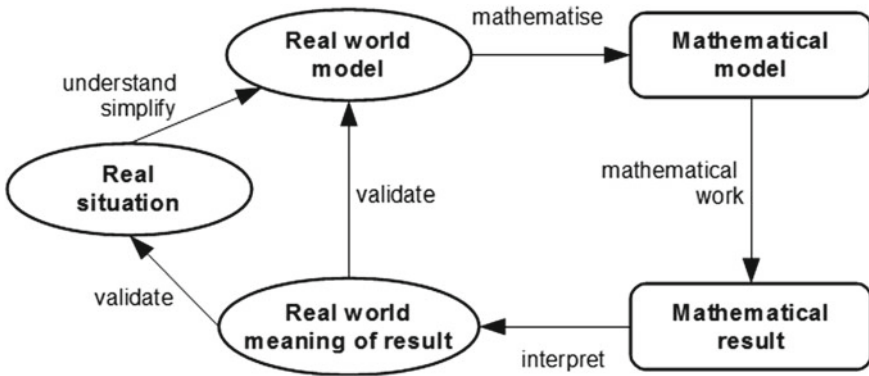 Real world
model
mathematise
Mathematical
model
understand
simplify
Real
situation
validate
mathematical
work
validate
Real world
meaning of result
interpret
Mathematical
result